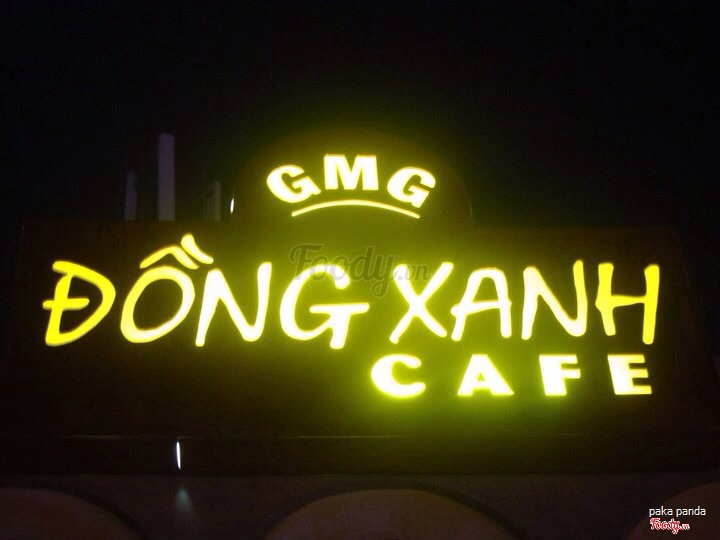 GMG
ĐỒNG XANH
CAFE
Foody.vn
paka panda
Foody.vn